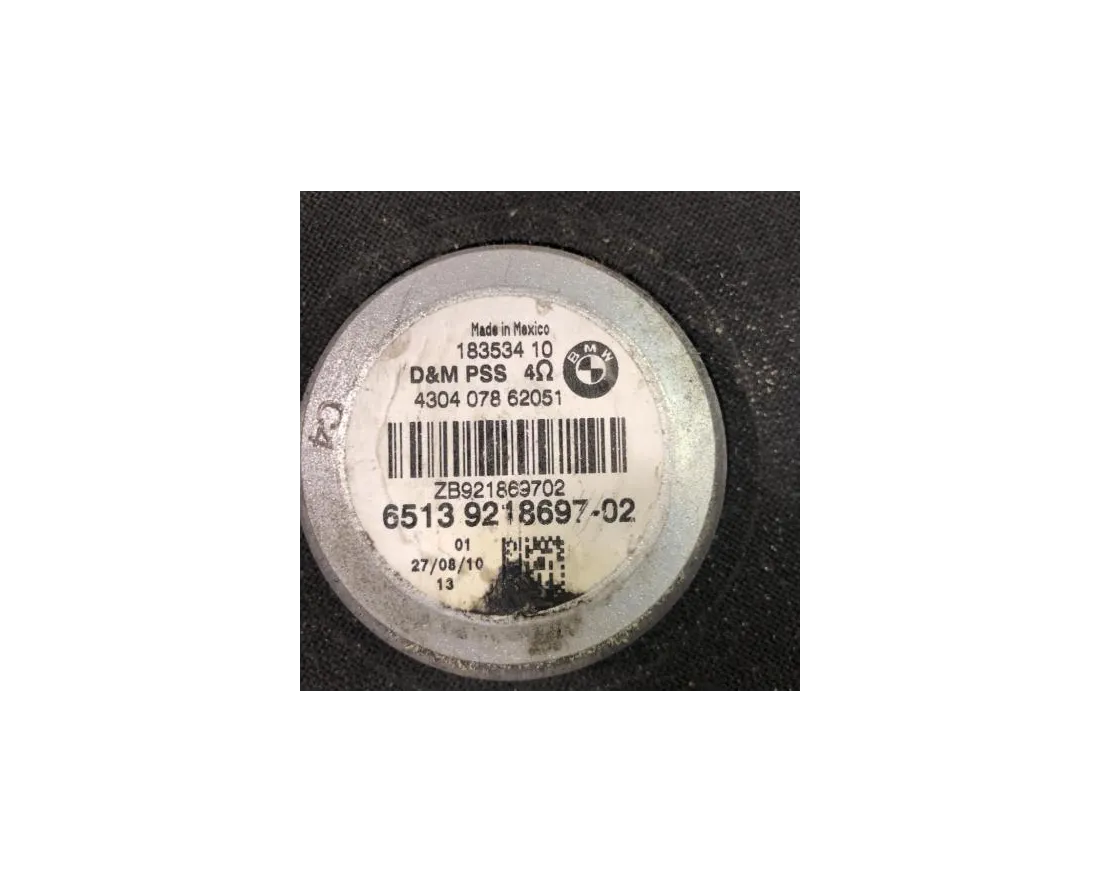 Made in Mexico
183534 10
D&M PSS 4Ω
BMW
4304 078 62051
ZB921869702
6513 9218697-02
01
27/08/10
13
C4